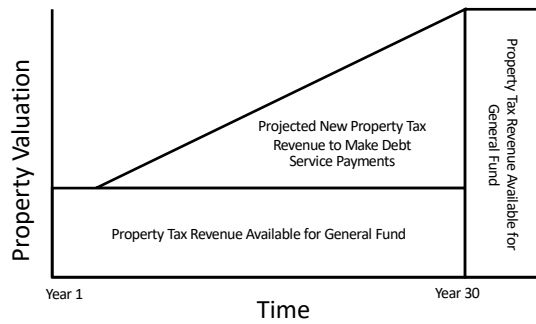 Property Valuation
Projected New Property Tax
Revenue to Make Debt
Service Payments
Property Tax Revenue Available for General Fund
Property Tax Revenue Available for
General Fund
Year 1
Year 30
Time